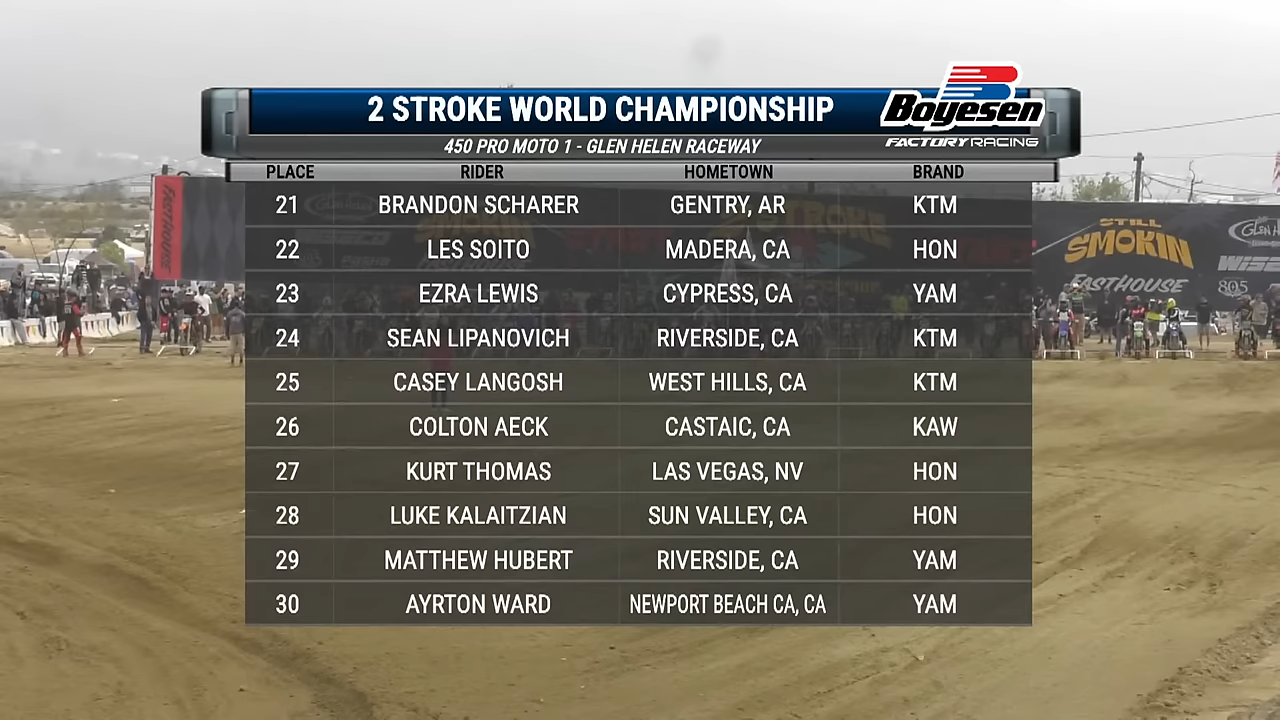 2 STROKE WORLD CHAMPIONSHIP
Boyesen
FACTORY RACING
450 PRO MOTO 1 - GLEN HELEN RACEWAY
PLACE RIDER HOMETOWN BRAND
21 BRANDON SCHARER GENTRY, AR KTM
22 LES SOITO MADERA, CA HON
23 EZRA LEWIS CYPRESS, CA YAM
24 SEAN LIPANOVICH RIVERSIDE, CA KTM
25 CASEY LANGOSH WEST HILLS, CA KTM
26 COLTON AECK CASTAIC, CA KAW
27 KURT THOMAS LAS VEGAS, NV HON
28 LUKE KALAITZIAN SUN VALLEY, CA HON
29 MATTHEW HUBERT RIVERSIDE, CA YAM
30 AYRTON WARD NEWPORT BEACH CA, CA YAM
FASTHOUSE
STROKE
STILL
SMOKIN
FASTHOUSE
805